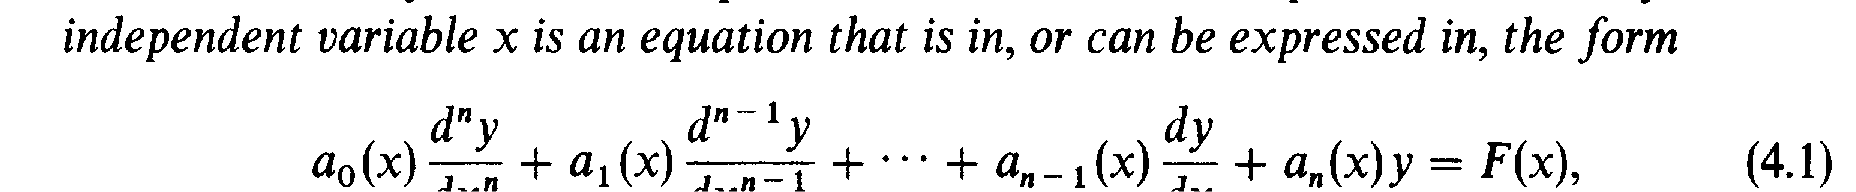 independent variable x is an equation that is in, or can be expressed in, the form
a₀(x) dⁿy/dxⁿ + a₁(x) dⁿ⁻¹y/dxⁿ⁻¹ + ⋯ + aₙ₋₁(x) dy/dx + aₙ(x)y = F(x), (4.1)